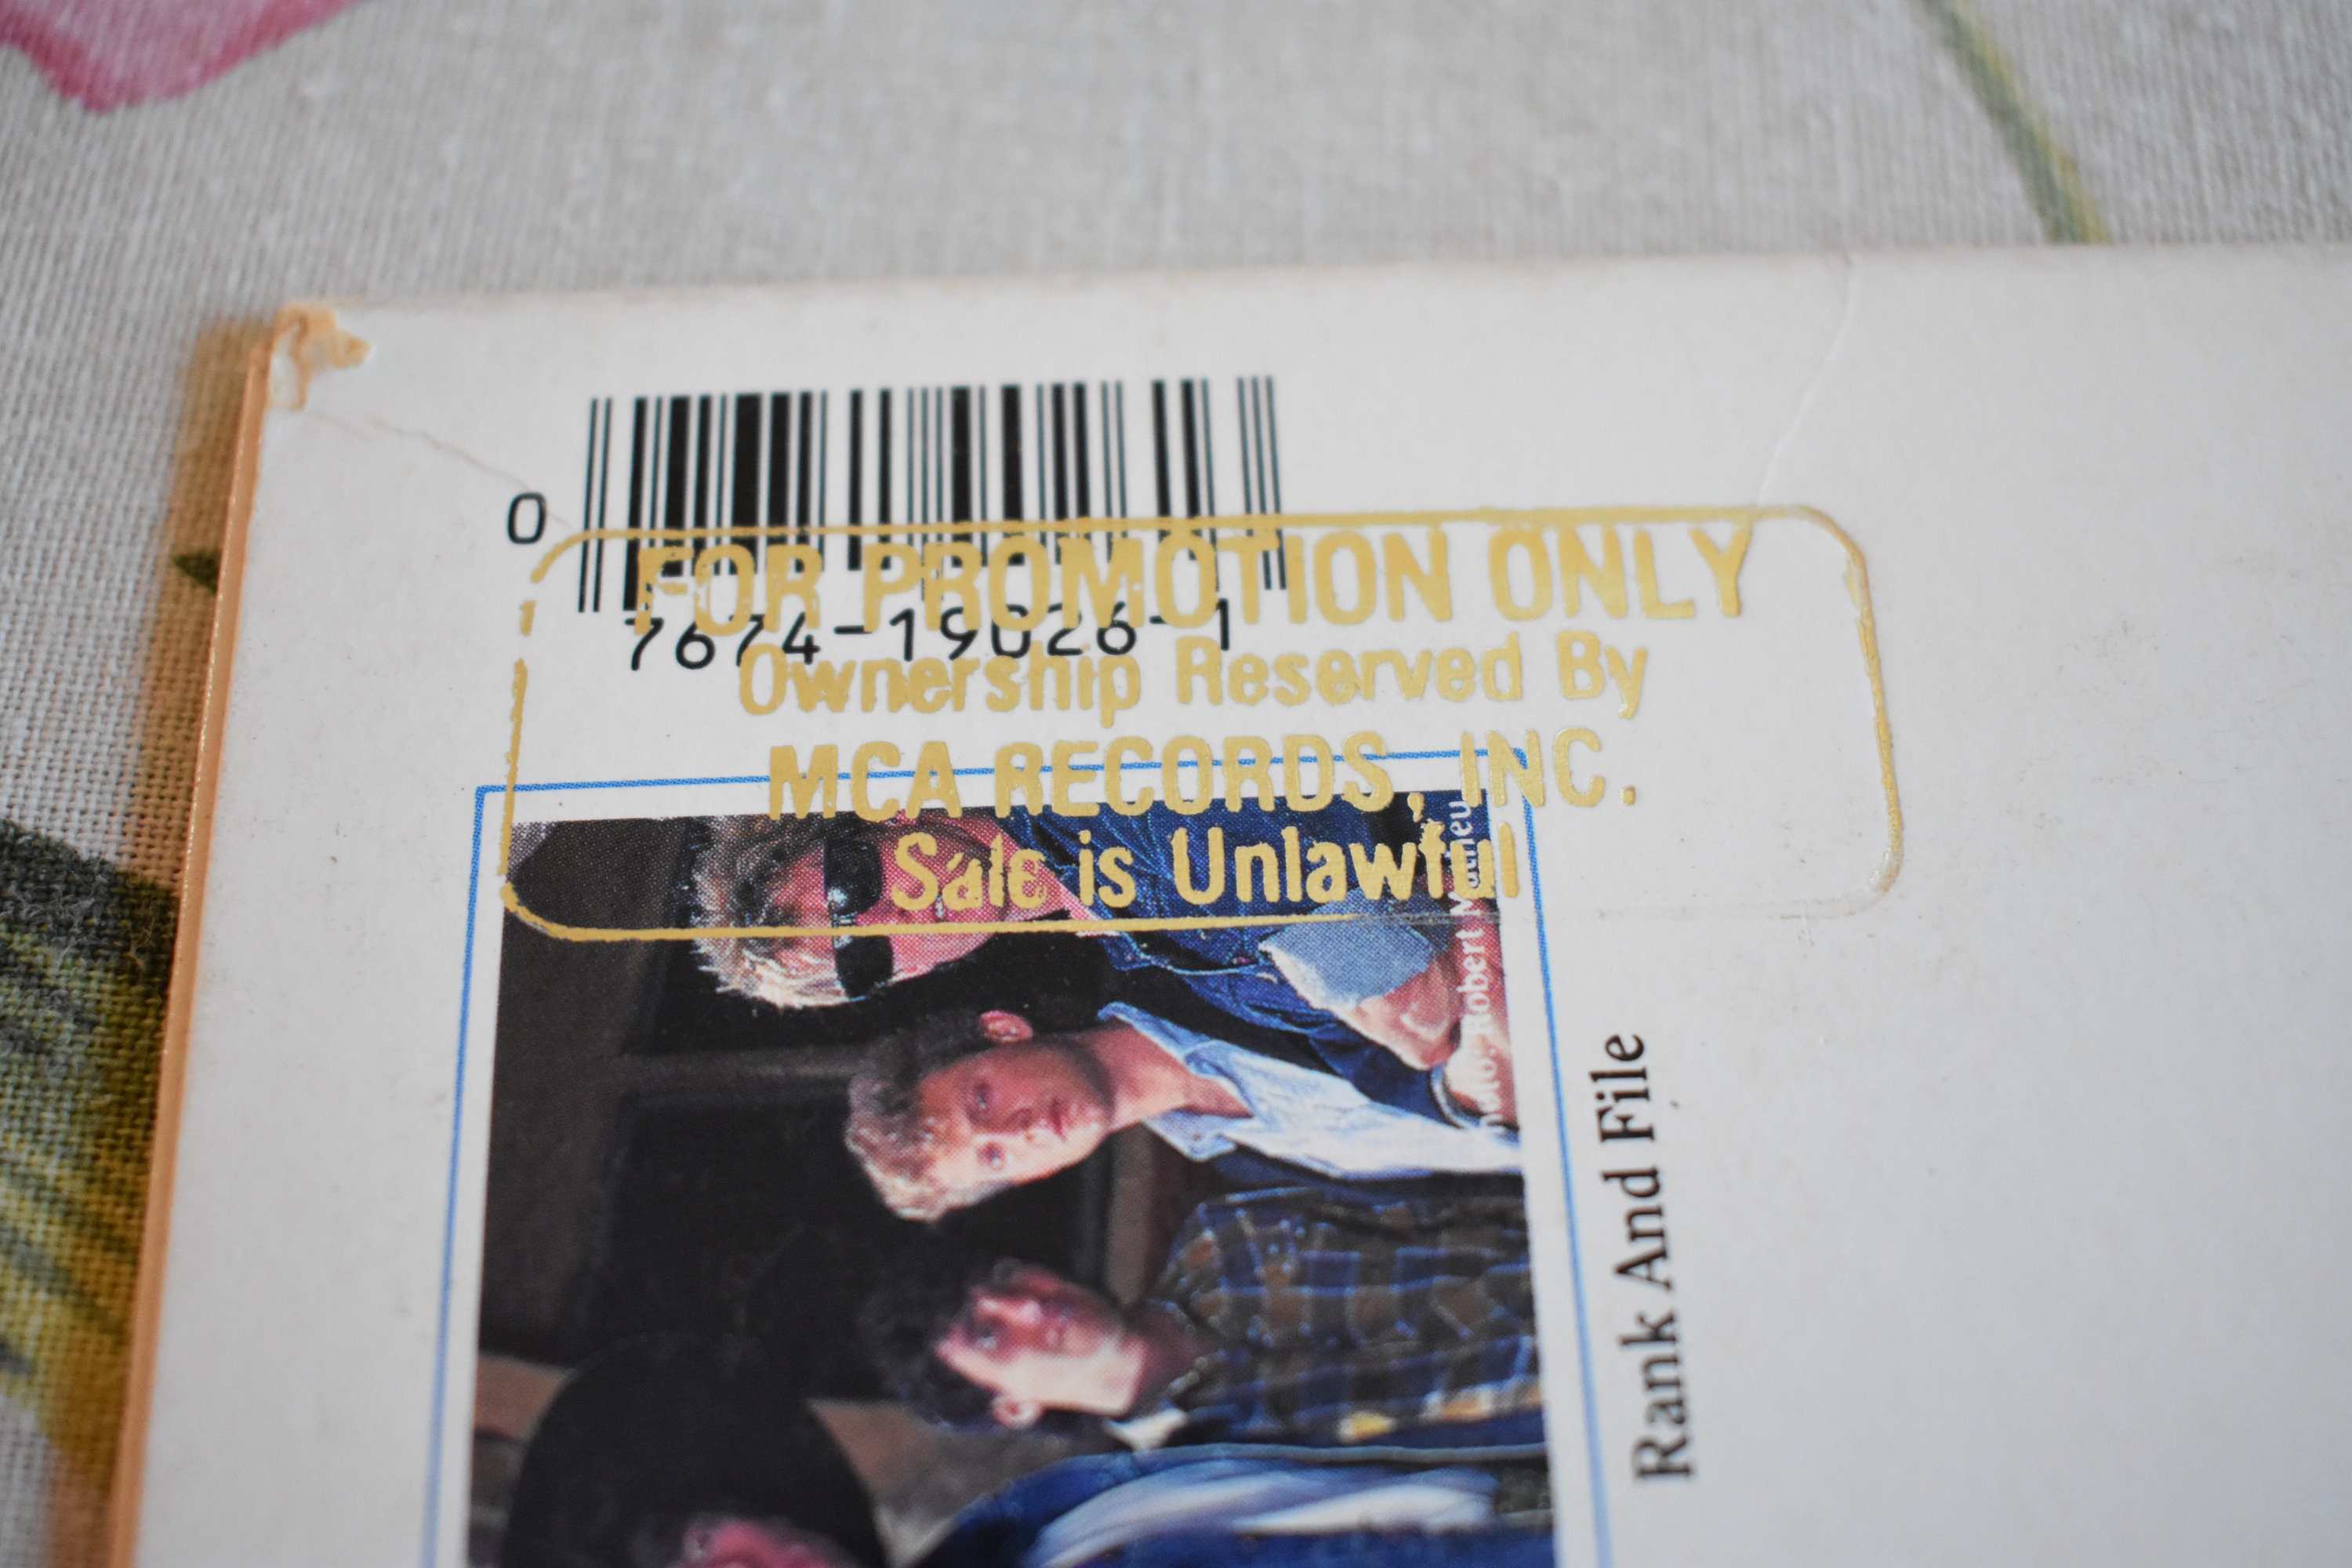 0
7674-19026-1
FOR PROMOTION ONLY
Ownership Reserved By
MCA RECORDS, INC.
Sale is Unlawful
Robert
Rank And File